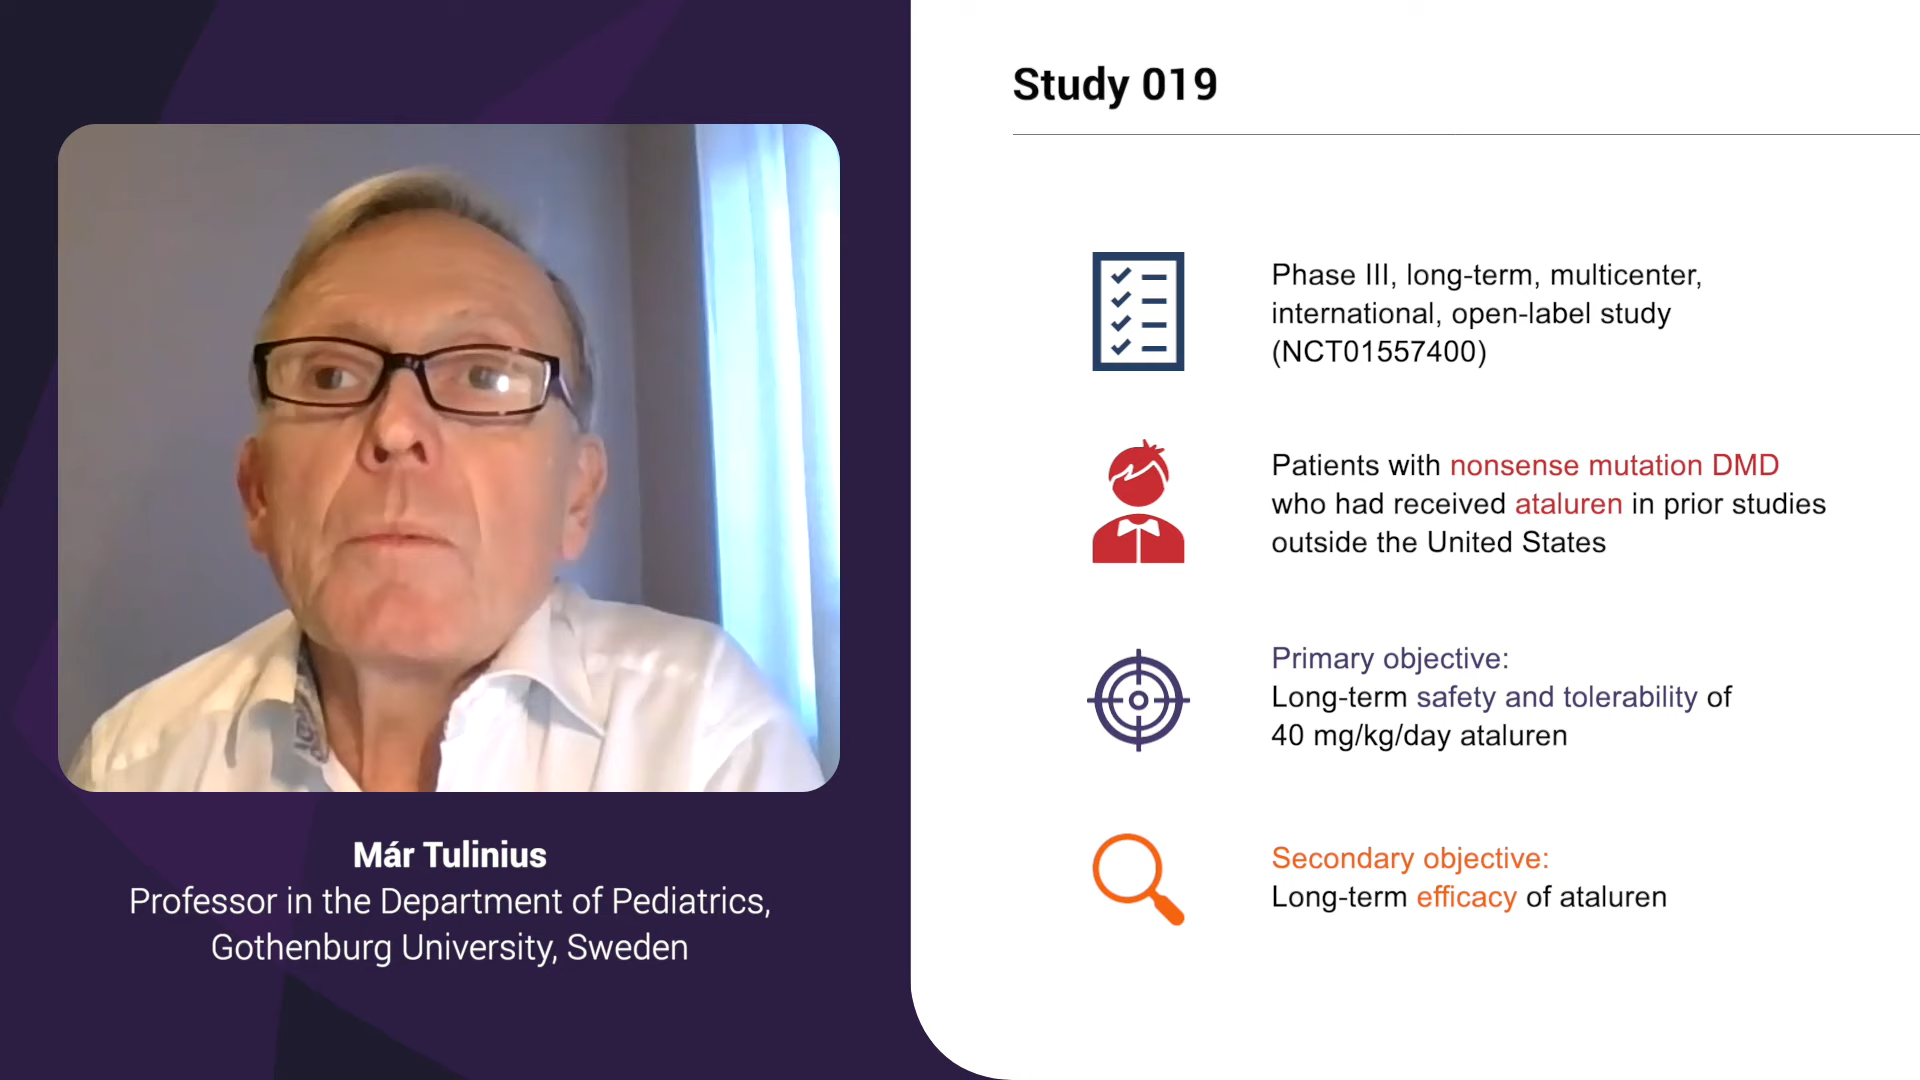 Study 019
Phase III, long-term, multicenter,
international, open-label study
(NCT01557400)
Patients with nonsense mutation DMD
who had received ataluren in prior studies
outside the United States
Primary objective:
Long-term safety and tolerability of
40 mg/kg/day ataluren
Secondary objective:
Long-term efficacy of ataluren
Már Tulinius
Professor in the Department of Pediatrics,
Gothenburg University, Sweden